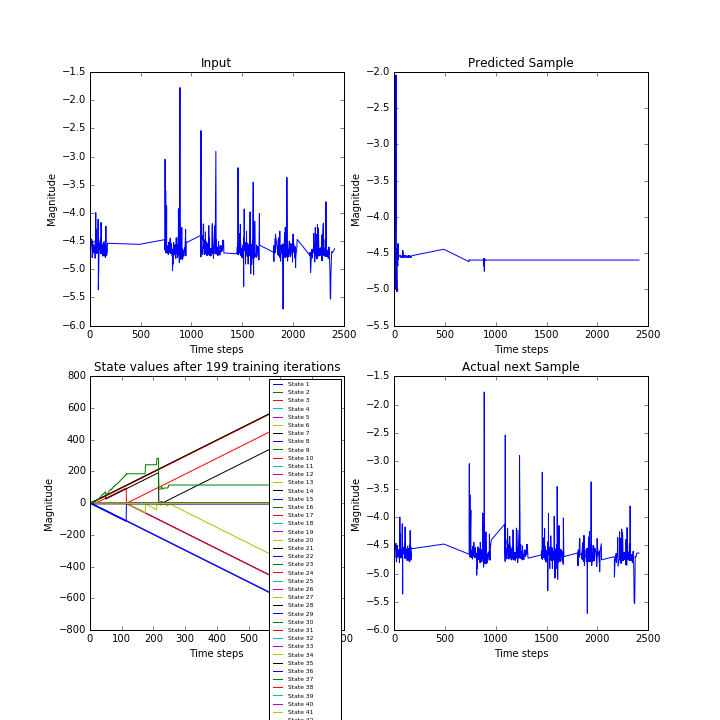 Input
Magnitude
−1.5
−2.0
−2.5
−3.0
−3.5
−4.0
−4.5
−5.0
−5.5
−6.0
0 500 1000 1500 2000 2500
Time steps
Predicted Sample
Magnitude
−2.0
−2.5
−3.0
−3.5
−4.0
−4.5
−5.0
−5.5
0 500 1000 1500 2000 2500
Time steps
State values after 199 training iterations
Magnitude
800
600
400
200
0
−200
−400
−600
−800
0 100 200 300 400 500
Time steps
State 1
State 2
State 3
State 4
State 5
State 6
State 7
State 8
State 9
State 10
State 11
State 12
State 13
State 14
State 15
State 16
State 17
State 18
State 19
State 20
State 21
State 22
State 23
State 24
State 25
State 26
State 27
State 28
State 29
State 30
State 31
State 32
State 33
State 34
State 35
State 36
State 37
State 38
State 39
State 40
State 41
Actual next Sample
Magnitude
−1.5
−2.0
−2.5
−3.0
−3.5
−4.0
−4.5
−5.0
−5.5
−6.0
0 500 1000 1500 2000 2500
Time steps